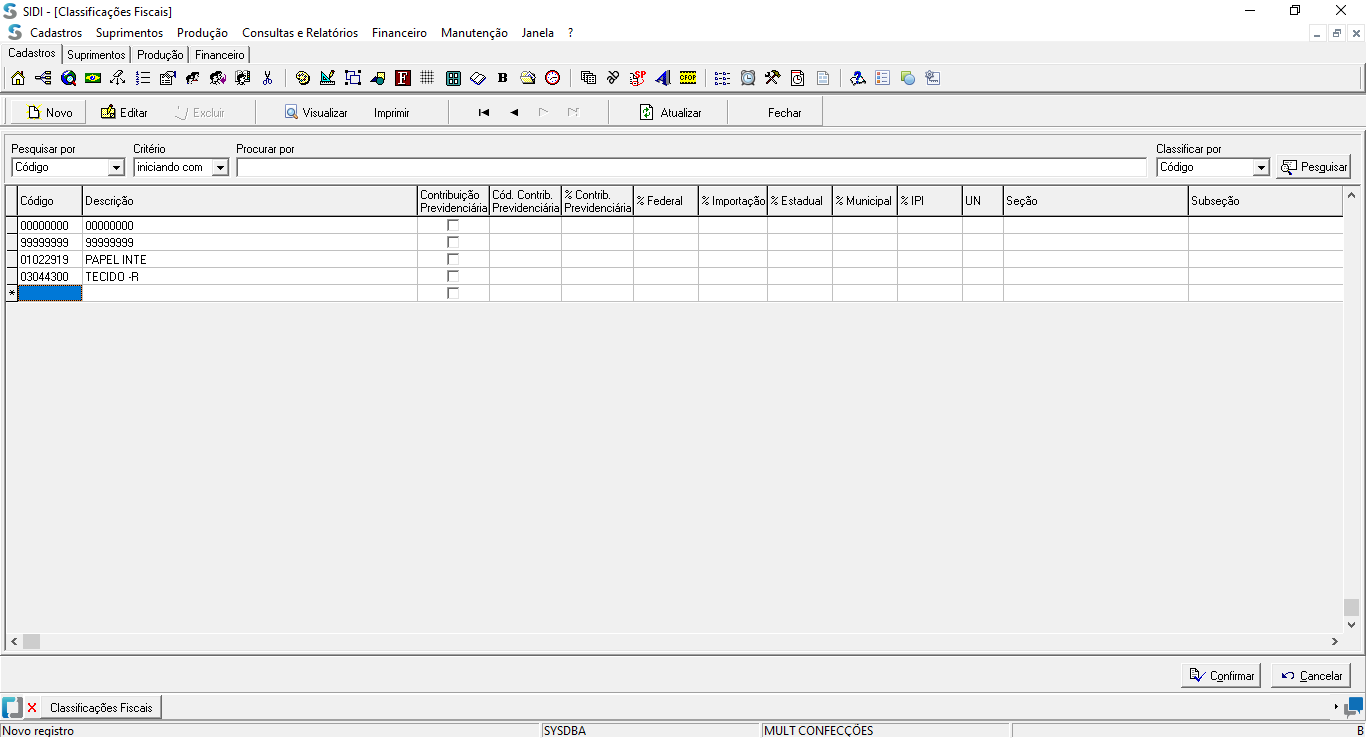 SIDI - [Classificações Fiscais]
Cadastros Suprimentos Produção Consultas e Relatórios Financeiro Manutenção Janela ?
Cadastros Suprimentos Produção Financeiro
F B SP CFOP
Novo Editar Excluir Visualizar Imprimir Atualizar Fechar
Pesquisar por Critério Procurar por Classificar por
Código iniciando com Código Pesquisar
Código Descrição Contribuição Previdenciária Cód. Contrib. Previdenciária % Contrib. Previdenciária % Federal % Importação % Estadual % Municipal % IPI UN Seção Subseção
00000000 00000000
99999999 99999999
01022919 PAPEL INTE
03044300 TECIDO -R
*
Confirmar Cancelar
Classificações Fiscais
Novo registro SYSDBA MULT CONFECÇÕES B